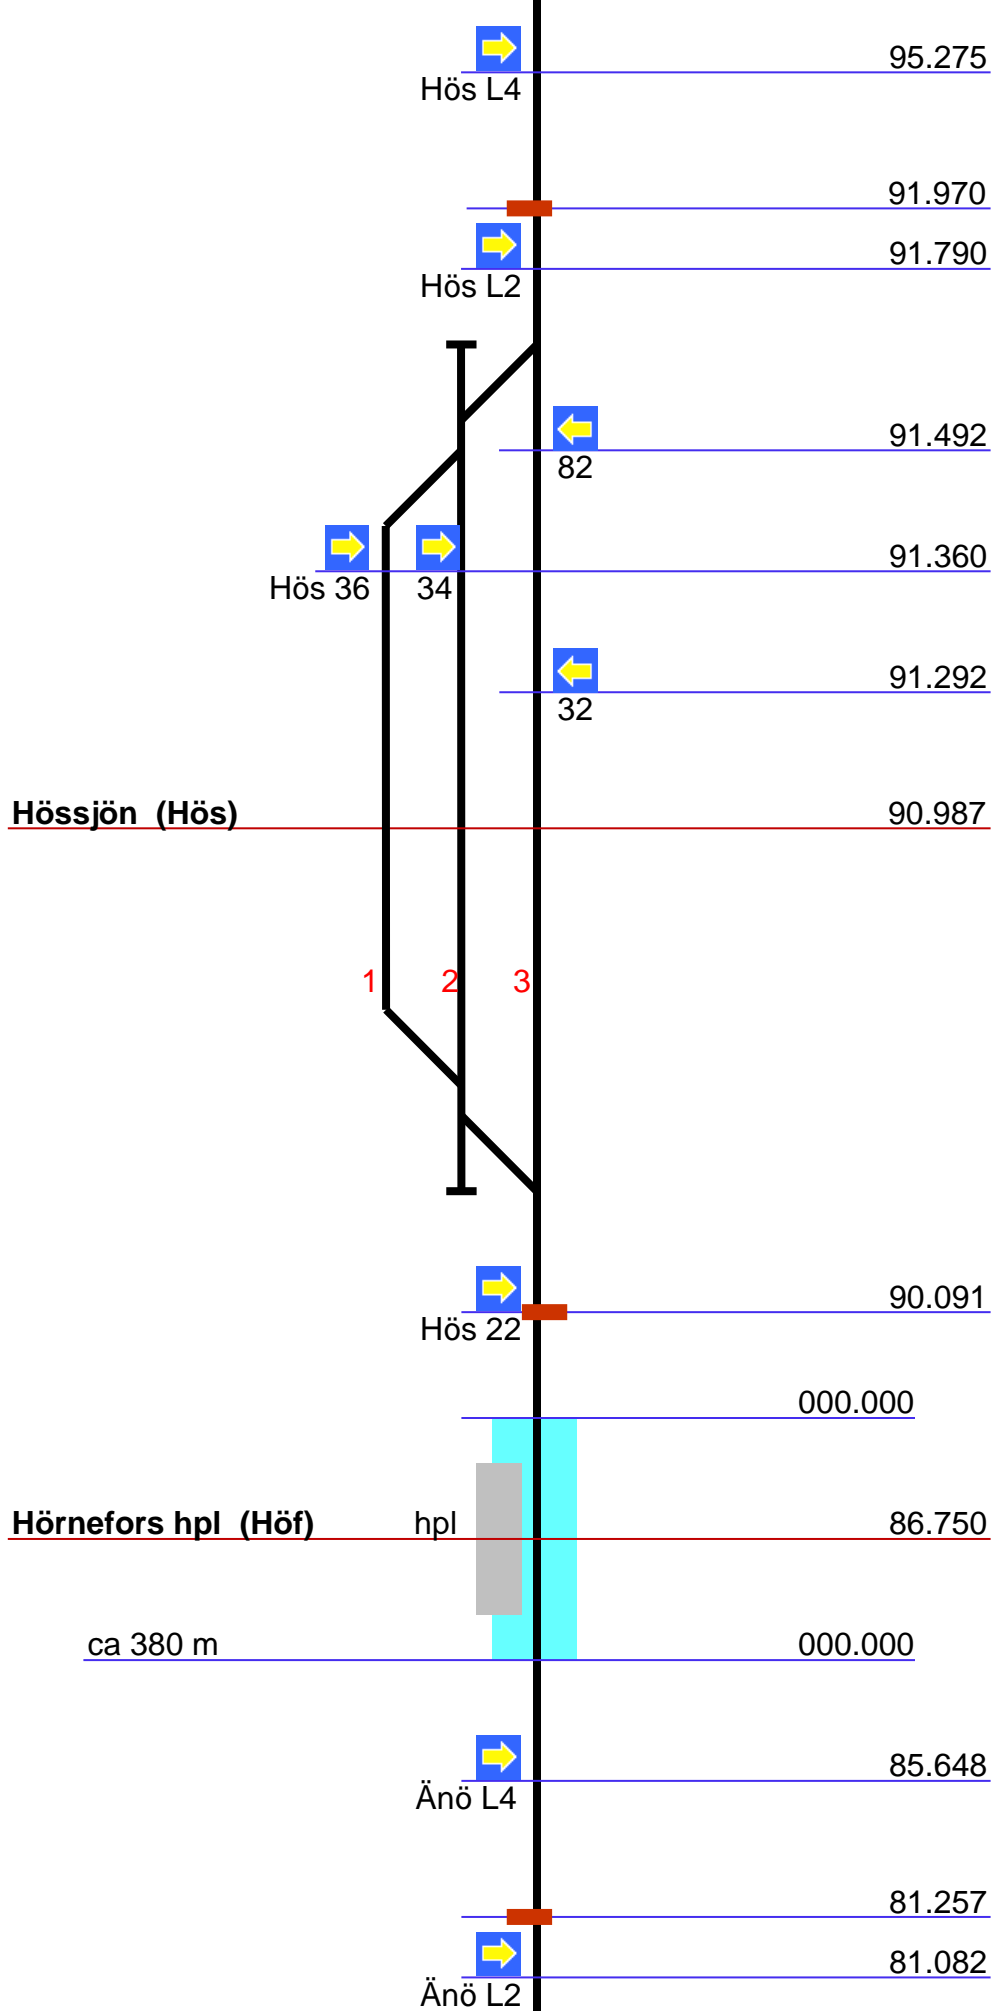 95.275
Hös L4
91.970
91.790
Hös L2
91.492
82
91.360
Hös 36 34
91.292
32
Hössjön (Hös) 90.987
1 2 3
90.091
Hös 22
000.000
Hörnefors hpl (Höf) hpl 86.750
ca 380 m 000.000
85.648
Änö L4
81.257
81.082
Änö L2